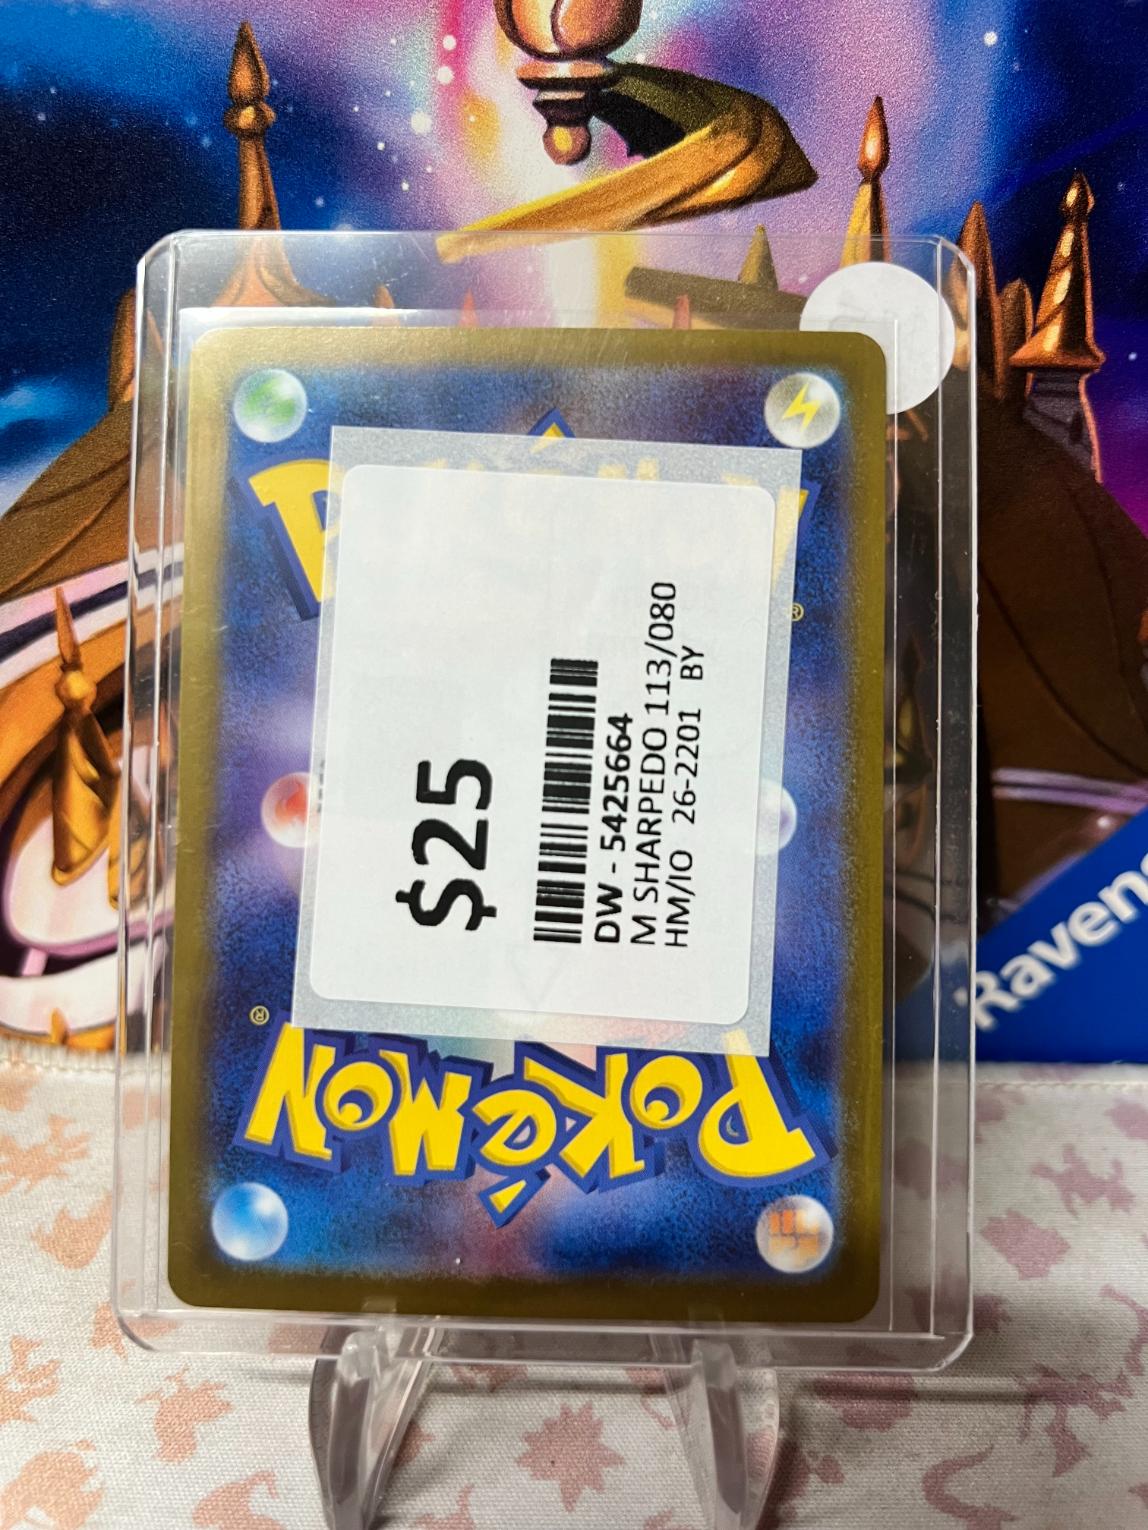 $25
DW - 5425664
M SHARPEDO 113/080
HM/IO 26-2201 BY
®
®
POKéMON
Raven